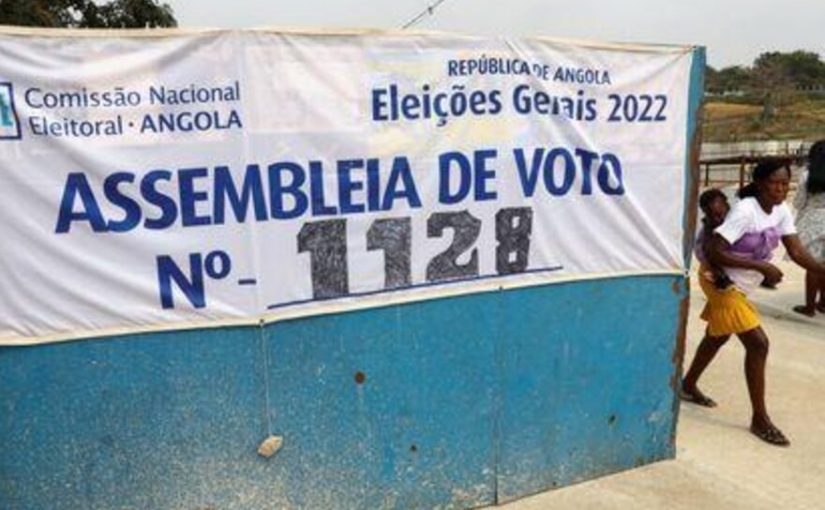 Comissão Nacional
Eleitoral · ANGOLA
REPÚBLICA DE ANGOLA
Eleições Gerais 2022
ASSEMBLEIA DE VOTO
Nº - 1128